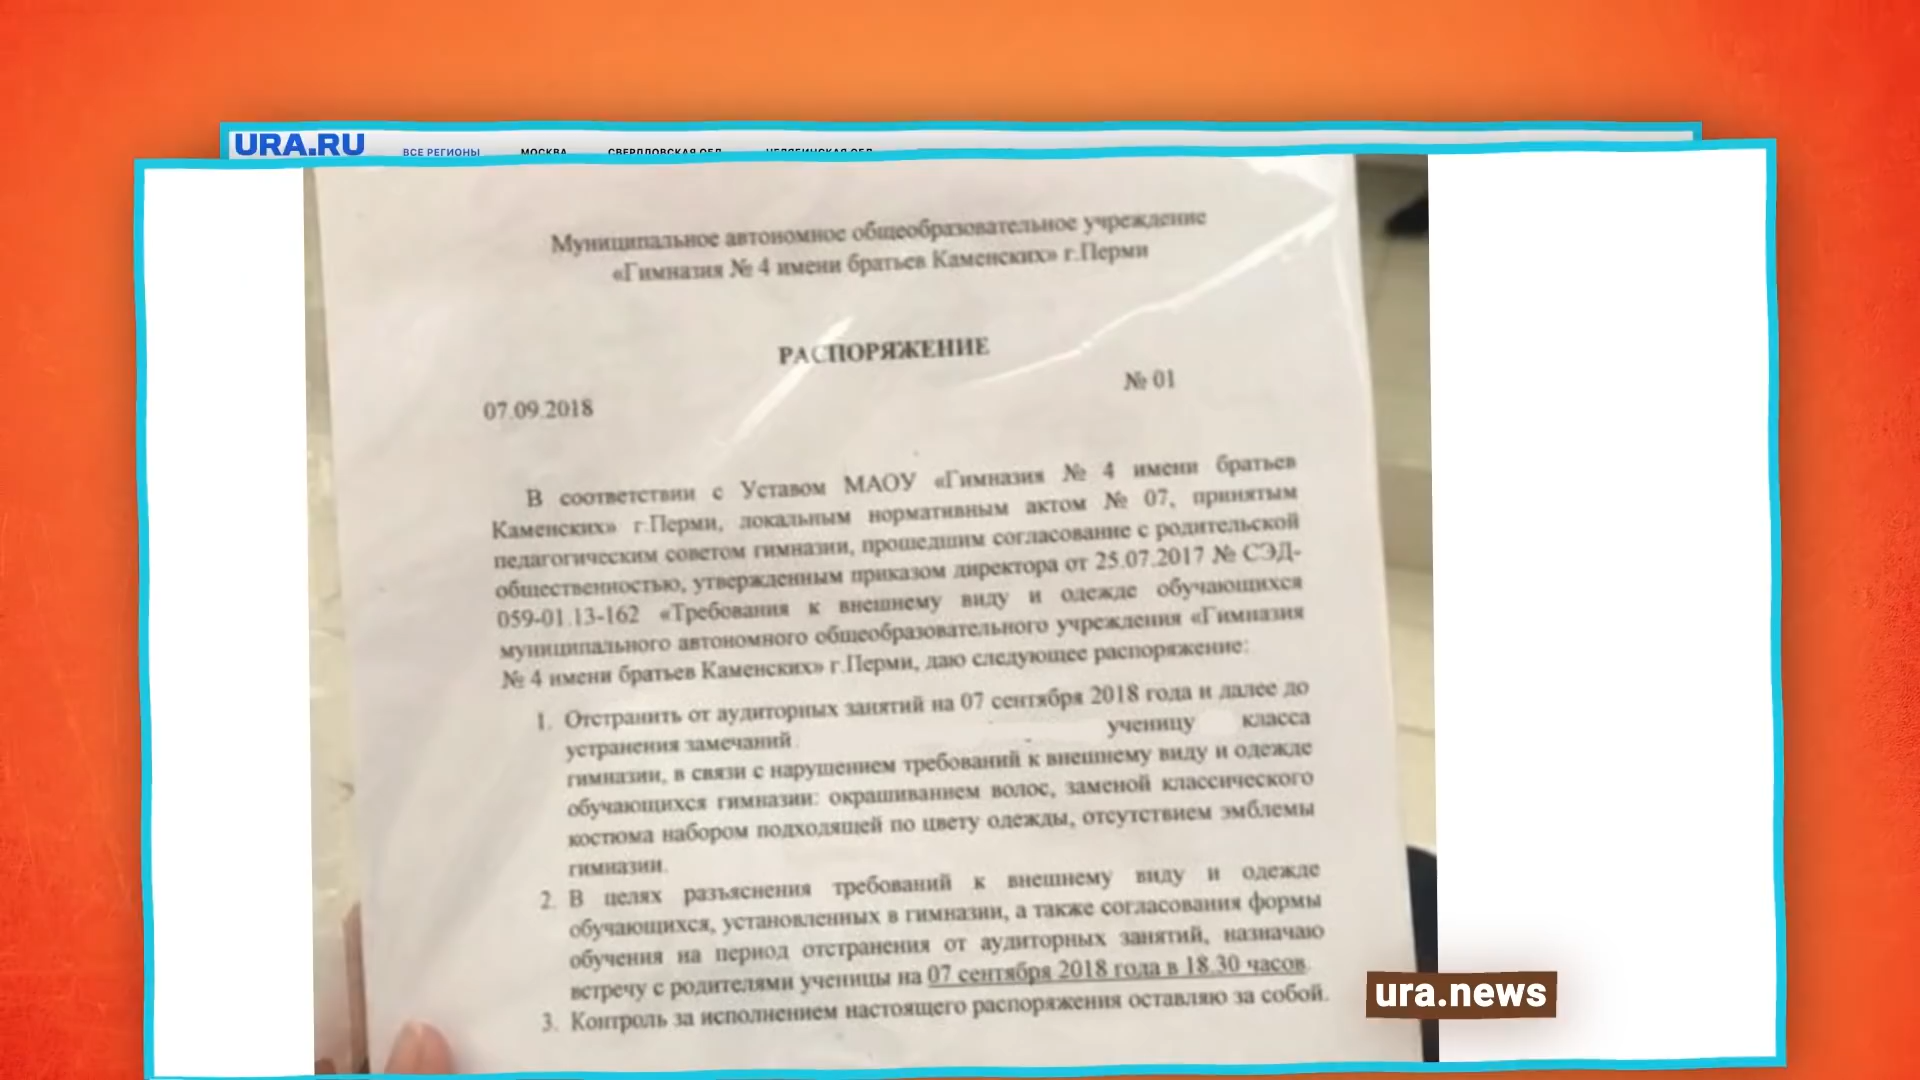 URA.RU
ВСЕ РЕГИОНЫ МОСКВА СВЕРДЛОВСКАЯ ОБЛ ЧЕЛЯБИНСКАЯ ОБЛ
Муниципальное автономное общеобразовательное учреждение
«Гимназия № 4 имени братьев Каменских» г.Перми
РАСПОРЯЖЕНИЕ
№ 01
07.09.2018
В соответствии с Уставом МАОУ «Гимназия № 4 имени братьев
Каменских» г.Перми, локальным нормативным актом № 07, принятым
педагогическим советом гимназии, прошедшим согласование с родительской
общественностью, утвержденным приказом директора от 25.07.2017 № СЭД-
059-01.13-162 «Требования к внешнему виду и одежде обучающихся
муниципального автономного общеобразовательного учреждения «Гимназия
№ 4 имени братьев Каменских» г.Перми, даю следующее распоряжение:
1. Отстранить от аудиторных занятий на 07 сентября 2018 года и далее до
устранения замечаний ученицу класса
гимназии, в связи с нарушением требований к внешнему виду и одежде
обучающихся гимназии: окрашиванием волос, заменой классического
костюма набором подходящей по цвету одежды, отсутствием эмблемы
гимназии.
2. В целях разъяснения требований к внешнему виду и одежде
обучающихся, установленных в гимназии, а также согласования формы
обучения на период отстранения от аудиторных занятий, назначаю
встречу с родителями ученицы на 07 сентября 2018 года в 18.30 часов.
3. Контроль за исполнением настоящего распоряжения оставляю за собой.
ura.news